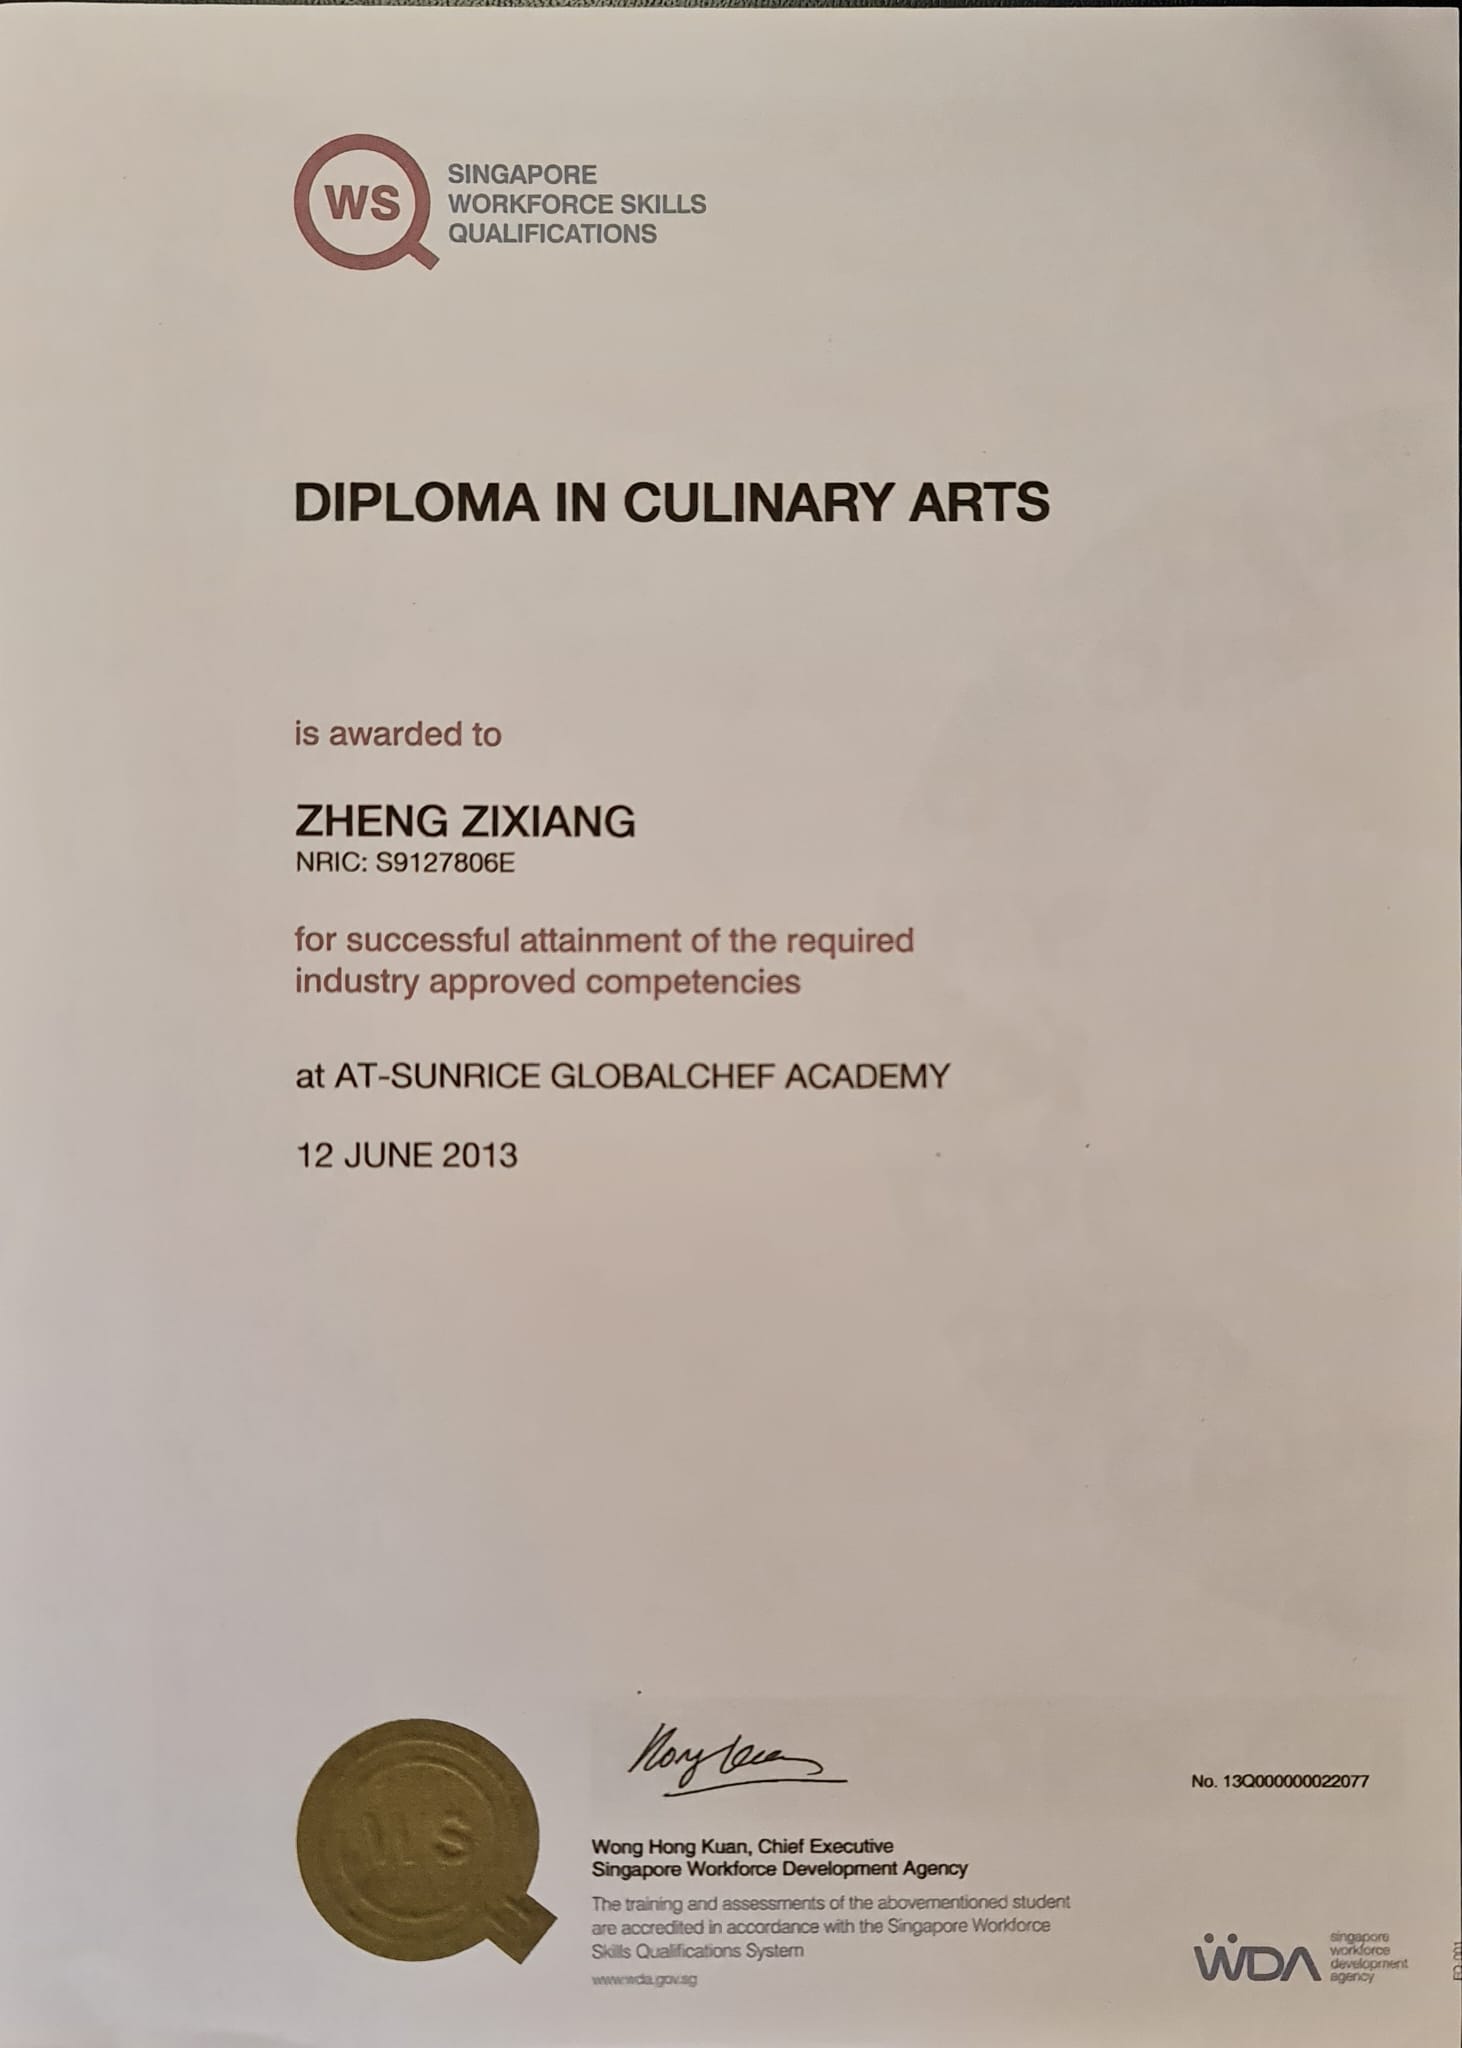 WS
SINGAPORE
WORKFORCE SKILLS
QUALIFICATIONS
DIPLOMA IN CULINARY ARTS
is awarded to
ZHENG ZIXIANG
NRIC: S9127806E
for successful attainment of the required
industry approved competencies
at AT-SUNRICE GLOBALCHEF ACADEMY
12 JUNE 2013
No. 13Q000000022077
Wong Hong Kuan, Chief Executive
Singapore Workforce Development Agency
The training and assessments of the abovementioned student
are accredited in accordance with the Singapore Workforce
Skills Qualifications System
www.wda.gov.sg
WDA
singapore
workforce
development
agency